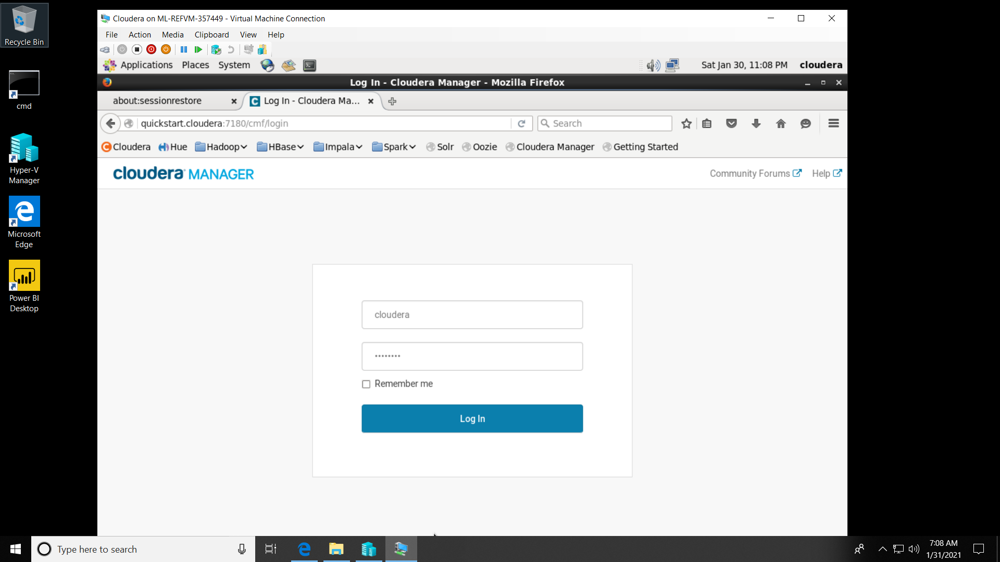 Recycle Bin
cmd
Hyper-V
Manager
Microsoft
Edge
Power BI
Desktop
Cloudera on ML-REFVM-357449 - Virtual Machine Connection
File Action Media Clipboard View Help
Applications Places System Sat Jan 30, 11:08 PM cloudera
Log In - Cloudera Manager - Mozilla Firefox
about:sessionrestore Log In - Cloudera Ma...
quickstart.cloudera:7180/cmf/login Search
Cloudera Hue Hadoop HBase Impala Spark Solr Oozie Cloudera Manager Getting Started
cloudera MANAGER Community Forums Help
cloudera
••••••••
Remember me
Log In
Type here to search
7:08 AM
1/31/2021